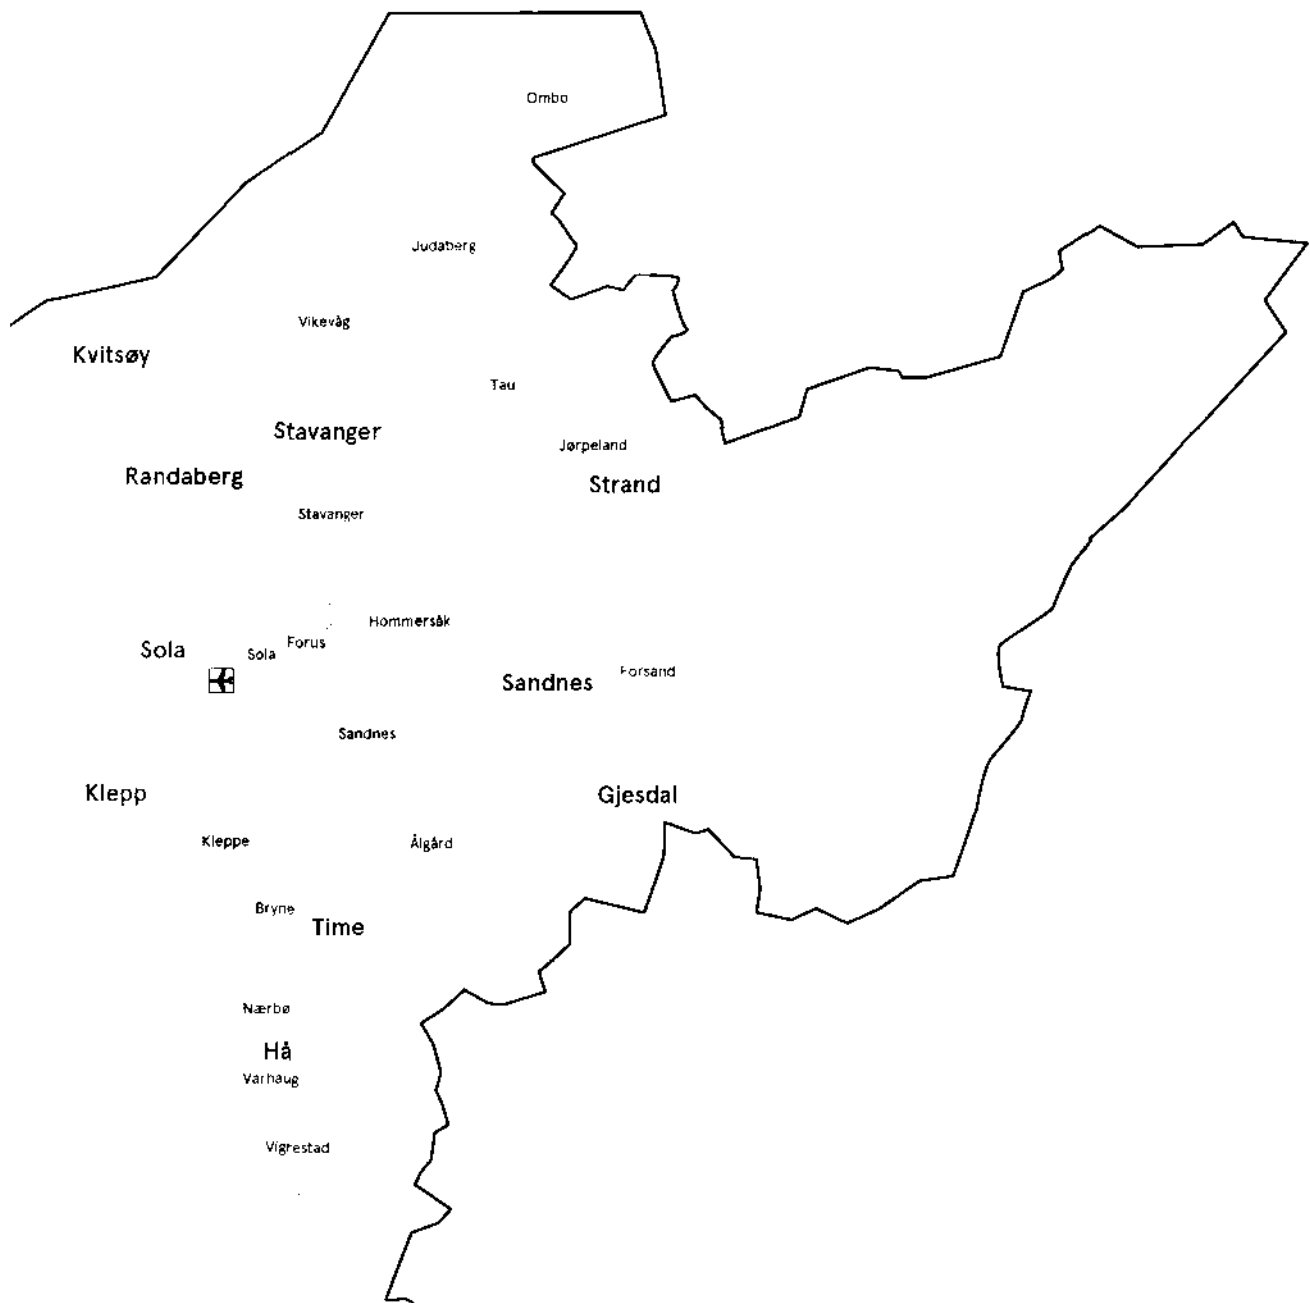 Ombo
Judaberg
Vikevåg
Kvitsøy
Tau
Stavanger
Jørpeland
Randaberg
Strand
Stavanger
Hommersåk
Forus
Sola
Sola
Forsand
Sandnes
Sandnes
Klepp
Gjesdal
Kleppe
Ålgård
Bryne
Time
Nærbø
Hå
Varhaug
Vigrestad